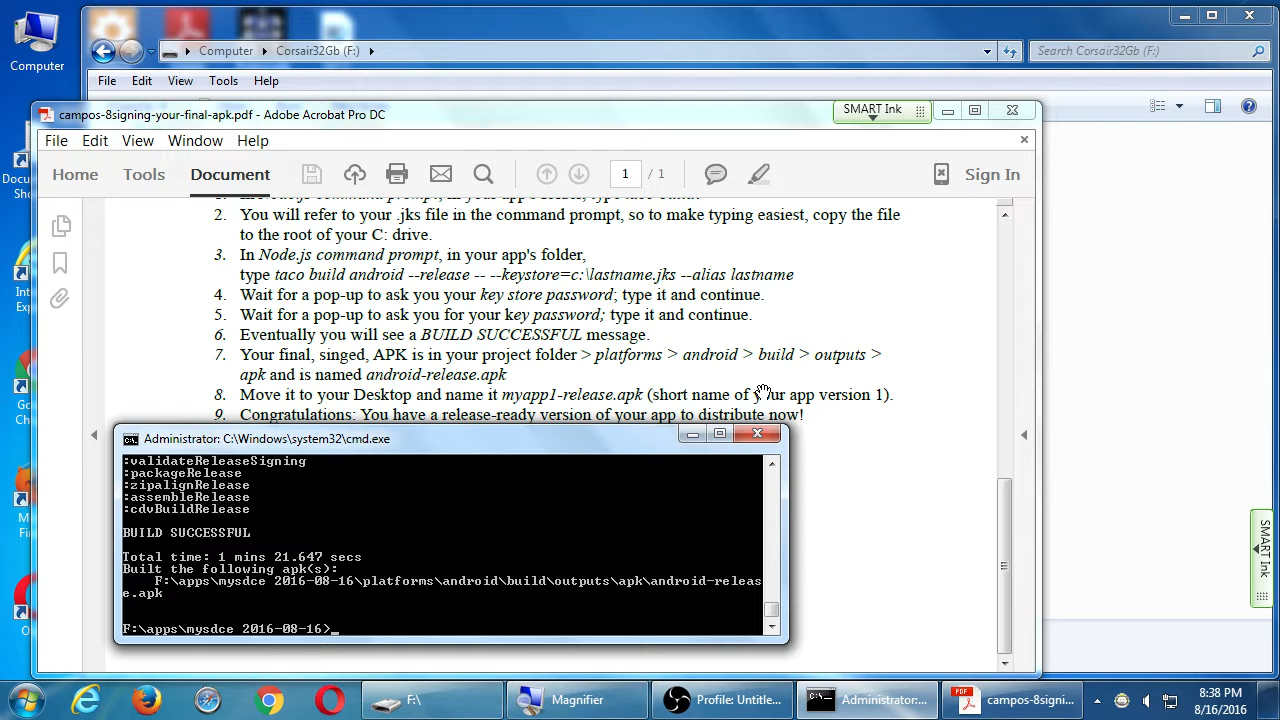 Computer
Computer
Corsair32Gb (F:)
Search Corsair32Gb (F:)
File Edit View Tools Help
campos-8signing-your-final-apk.pdf - Adobe Acrobat Pro DC
SMART Ink
File Edit View Window Help
Home Tools Document
1 / 1
Sign In
2. You will refer to your .jks file in the command prompt, so to make typing easiest, copy the file
to the root of your C: drive.
3. In Node.js command prompt, in your app's folder,
type taco build android --release -- --keystore=c:\lastname.jks --alias lastname
4. Wait for a pop-up to ask you your key store password; type it and continue.
5. Wait for a pop-up to ask you for your key password; type it and continue.
6. Eventually you will see a BUILD SUCCESSFUL message.
7. Your final, singed, APK is in your project folder > platforms > android > build > outputs >
apk and is named android-release.apk
8. Move it to your Desktop and name it myapp1-release.apk (short name of your app version 1).
9. Congratulations: You have a release-ready version of your app to distribute now!
Administrator: C:\Windows\system32\cmd.exe
:validateReleaseSigning
:packageRelease
:zipalignRelease
:assembleRelease
:cdvBuildRelease
BUILD SUCCESSFUL
Total time: 1 mins 21.647 secs
Built the following apk(s):
F:\apps\mysdce 2016-08-16\platforms\android\build\outputs\apk\android-releas
e.apk
F:\apps\mysdce 2016-08-16>_
SMART Ink
F:\
Magnifier
Profile: Untitle...
Administrator:...
campos-8signi...
8:38 PM
8/16/2016